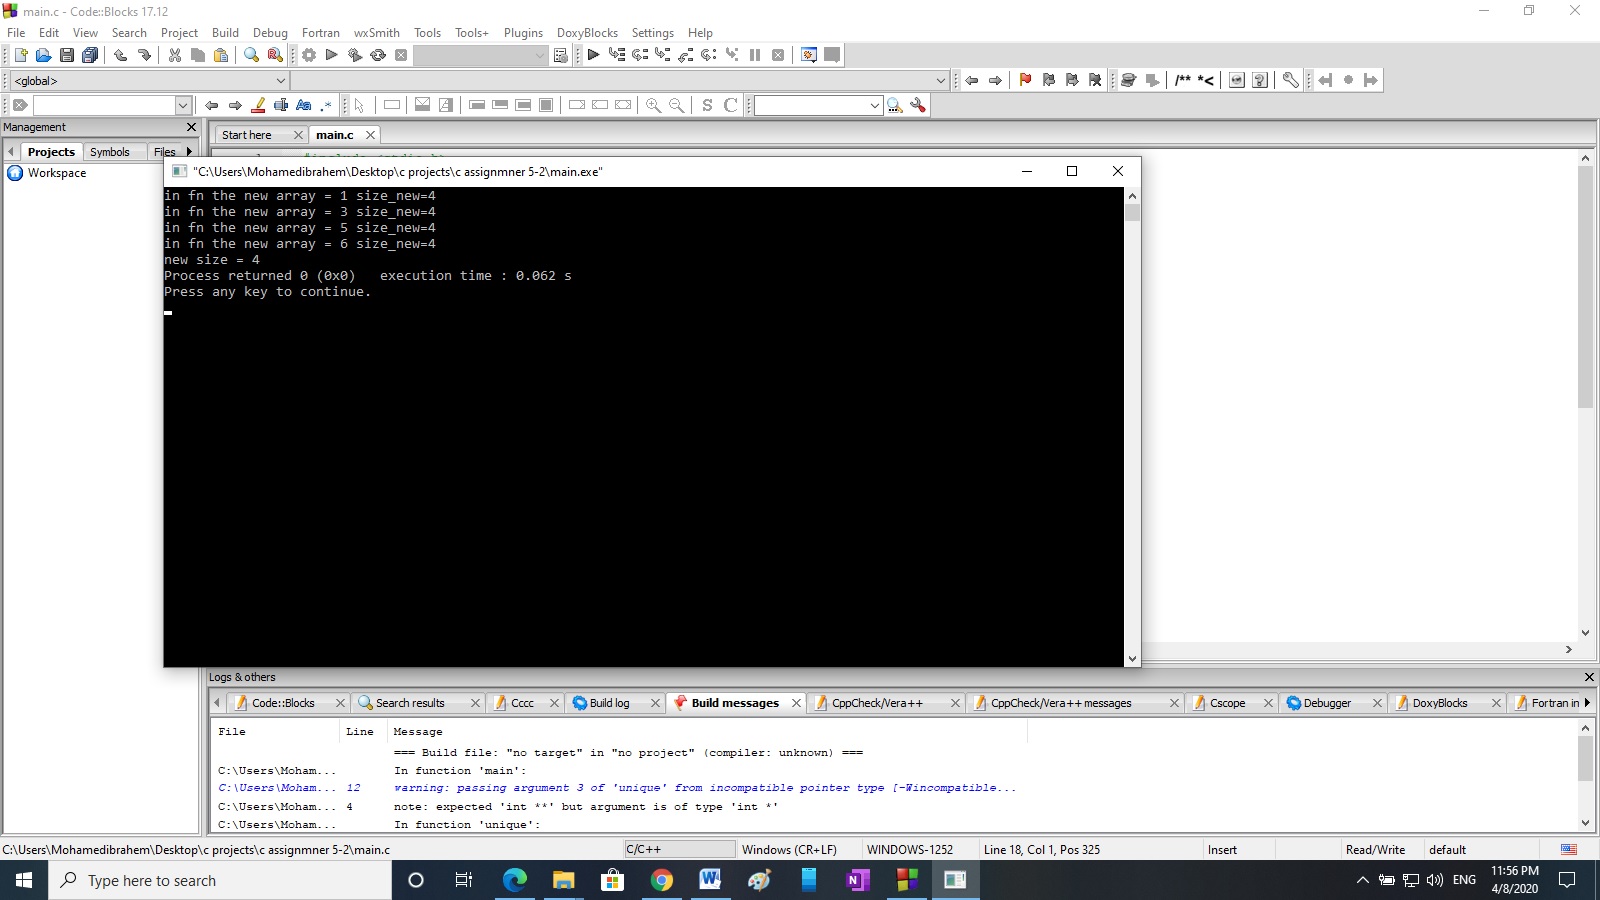 main.c - Code::Blocks 17.12
File Edit View Search Project Build Debug Fortran wxSmith Tools Tools+ Plugins DoxyBlocks Settings Help
<global>
/** *<
Aa .*
S C
Management
Start here main.c
Projects Symbols Files
Workspace
"C:\Users\Mohamedibrahem\Desktop\c projects\c assignmner 5-2\main.exe"
in fn the new array = 1 size_new=4
in fn the new array = 3 size_new=4
in fn the new array = 5 size_new=4
in fn the new array = 6 size_new=4
new size = 4
Process returned 0 (0x0)   execution time : 0.062 s
Press any key to continue.
Logs & others
Code::Blocks Search results Cccc Build log Build messages CppCheck/Vera++ CppCheck/Vera++ messages Cscope Debugger DoxyBlocks Fortran in
File Line Message
=== Build file: "no target" in "no project" (compiler: unknown) ===
C:\Users\Moham... In function 'main':
C:\Users\Moham... 12 warning: passing argument 3 of 'unique' from incompatible pointer type [-Wincompatible...
C:\Users\Moham... 4 note: expected 'int **' but argument is of type 'int *'
C:\Users\Moham... In function 'unique':
C:\Users\Mohamedibrahem\Desktop\c projects\c assignmner 5-2\main.c C/C++ Windows (CR+LF) WINDOWS-1252 Line 18, Col 1, Pos 325 Insert Read/Write default
Type here to search
ENG
11:56 PM
4/8/2020